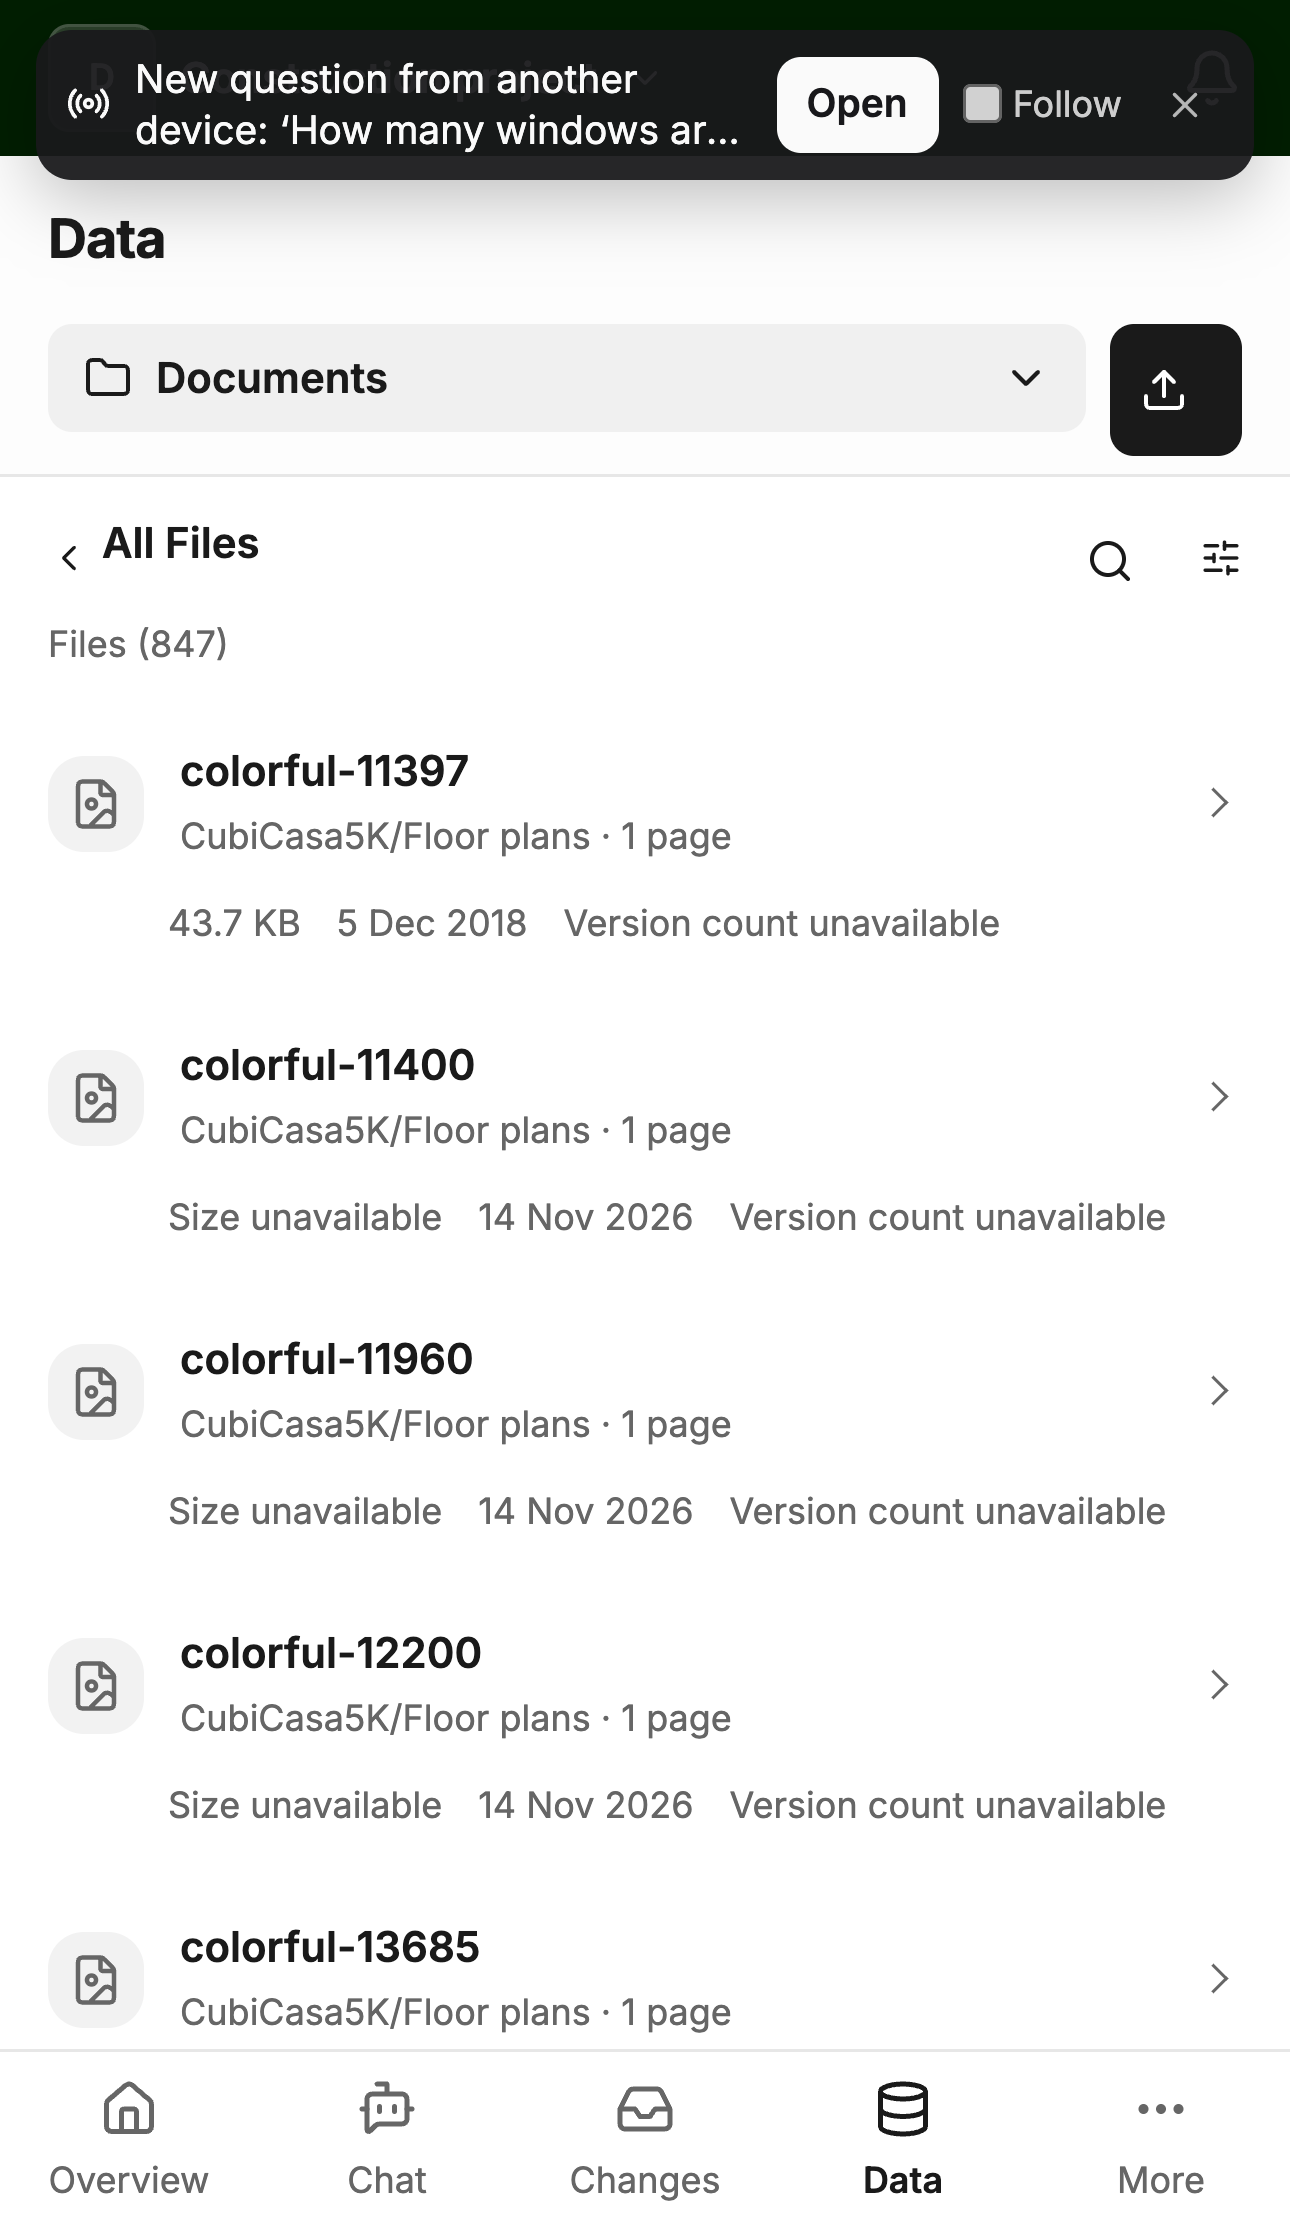 New question from another
device: ‘How many windows ar...
Open
Follow
Data
Documents
All Files
Files (847)
colorful-11397
CubiCasa5K/Floor plans · 1 page
43.7 KB 5 Dec 2018 Version count unavailable
colorful-11400
CubiCasa5K/Floor plans · 1 page
Size unavailable 14 Nov 2026 Version count unavailable
colorful-11960
CubiCasa5K/Floor plans · 1 page
Size unavailable 14 Nov 2026 Version count unavailable
colorful-12200
CubiCasa5K/Floor plans · 1 page
Size unavailable 14 Nov 2026 Version count unavailable
colorful-13685
CubiCasa5K/Floor plans · 1 page
Overview Chat Changes Data More